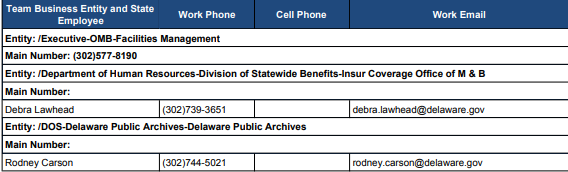 Team Business Entity and State Employee Work Phone Cell Phone Work Email
Entity: /Executive-OMB-Facilities Management
Main Number: (302)577-8190
Entity: /Department of Human Resources-Division of Statewide Benefits-Insur Coverage Office of M & B
Main Number:
Debra Lawhead (302)739-3651 debra.lawhead@delaware.gov
Entity: /DOS-Delaware Public Archives-Delaware Public Archives
Main Number:
Rodney Carson (302)744-5021 rodney.carson@delaware.gov